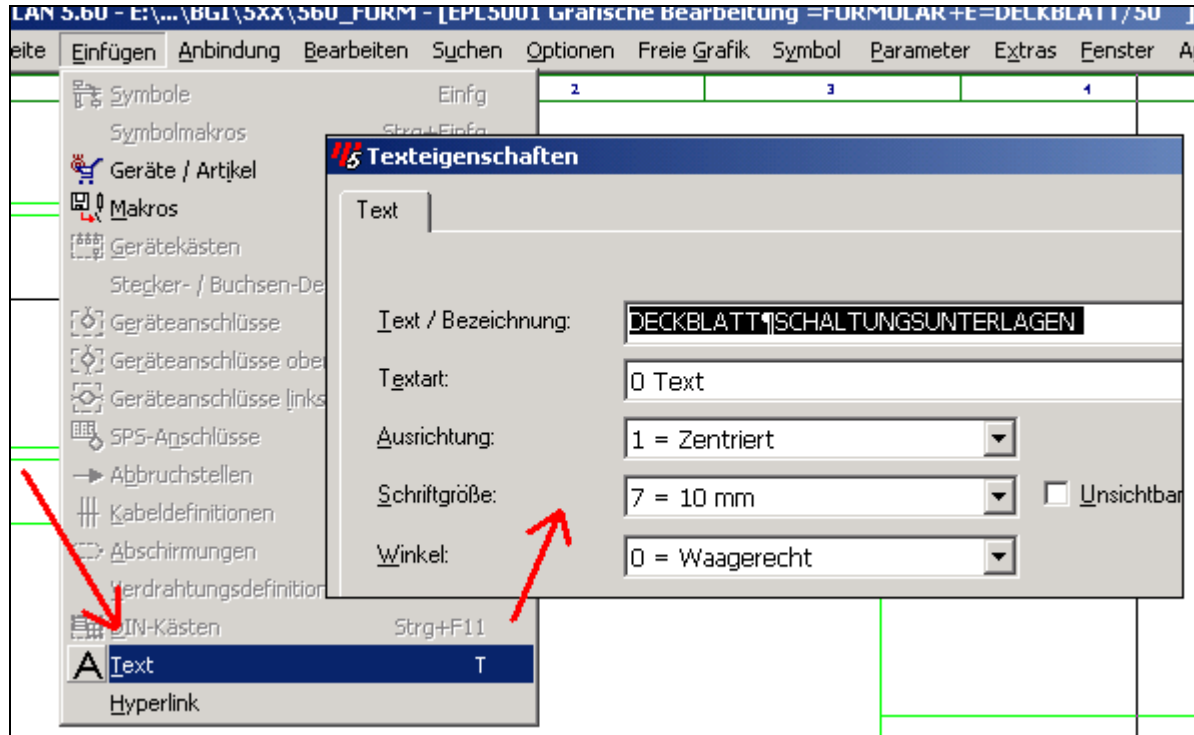 LAN 5.60 - E:\...\BGI\5XX\560_FORM - [EPL5001 Grafische Bearbeitung =FORMULAR+E=DECKBLATT/50 ]
eite Einfügen Anbindung Bearbeiten Suchen Optionen Freie Grafik Symbol Parameter Extras Fenster
2 3 4
Symbole Einfg
Symbolmakros Strg+Einfg
Geräte / Artikel
Makros
Gerätekästen
Stecker- / Buchsen-De
Geräteanschlüsse
Geräteanschlüsse ober
Geräteanschlüsse links
SPS-Anschlüsse
Abbruchstellen
Kabeldefinitionen
Abschirmungen
Verdrahtungsdefinition
DIN-Kästen Strg+F11
Text T
Hyperlink
Texteigenschaften
Text
Text / Bezeichnung: DECKBLATT¶SCHALTUNGSUNTERLAGEN
Textart: 0 Text
Ausrichtung: 1 = Zentriert
Schriftgröße: 7 = 10 mm Unsichtbar
Winkel: 0 = Waagerecht